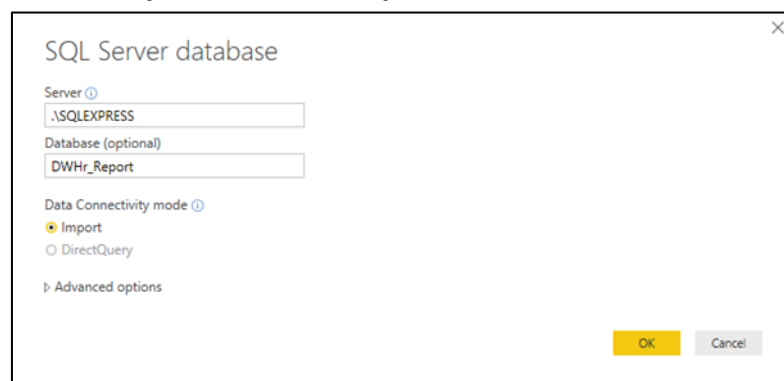 SQL Server database
Server
.\SQLEXPRESS
Database (optional)
DWHr_Report
Data Connectivity mode
Import
DirectQuery
Advanced options
OK Cancel